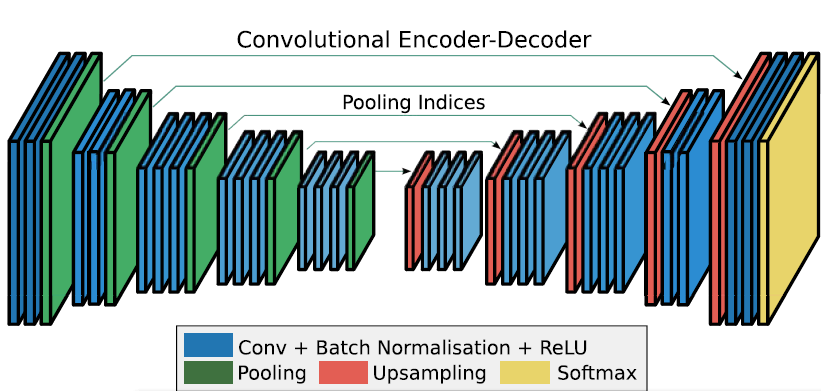 Convolutional Encoder-Decoder
Pooling Indices
Conv + Batch Normalisation + ReLU
Pooling Upsampling Softmax